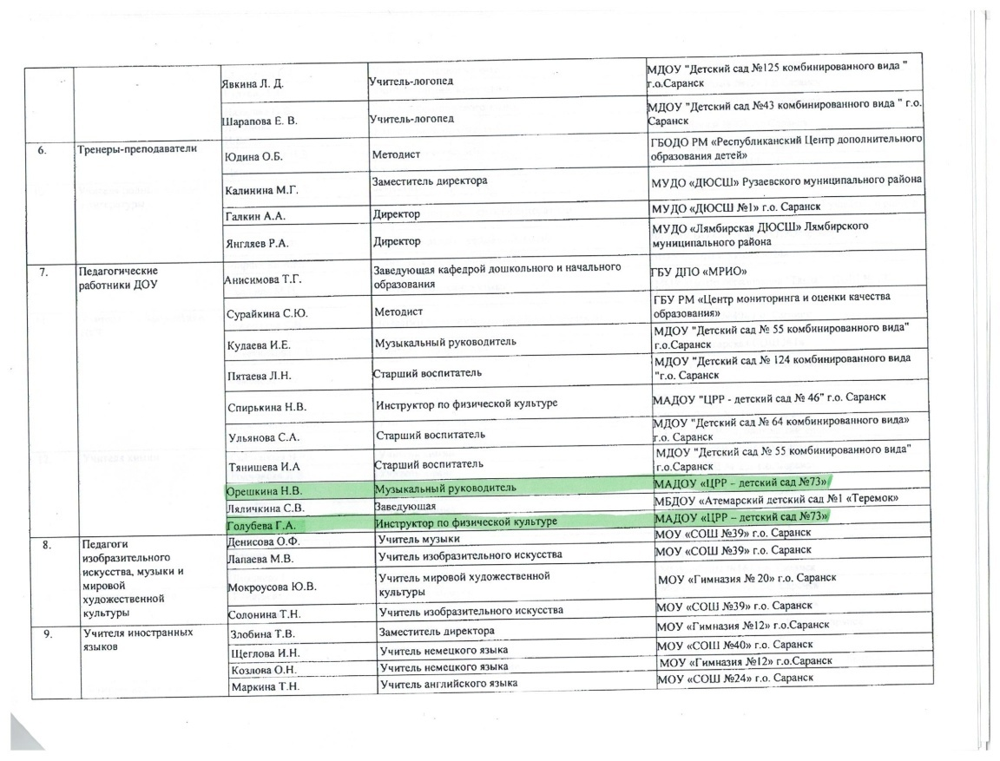 Явкина Л. Д.
Учитель-логопед
МДОУ "Детский сад №125 комбинированного вида "
г.о.Саранск
Шарапова Е. В.
Учитель-логопед
МДОУ "Детский сад №43 комбинированного вида " г.о.
Саранск
6.
Тренеры-преподаватели
Юдина О.Б.
Методист
ГБОДО РМ «Республиканский Центр дополнительного
образования детей»
Калинина М.Г.
Заместитель директора
МУДО «ДЮСШ» Рузаевского муниципального района
Галкин А.А.
Директор
МУДО «ДЮСШ №1» г.о. Саранск
Янгляев Р.А.
Директор
МУДО «Лямбирская ДЮСШ» Лямбирского
муниципального района
7.
Педагогические
работники ДОУ
Анисимова Т.Г.
Заведующая кафедрой дошкольного и начального
образования
ГБУ ДПО «МРИО»
Сурайкина С.Ю.
Методист
ГБУ РМ «Центр мониторинга и оценки качества
образования»
Кудаева И.Е.
Музыкальный руководитель
МДОУ "Детский сад № 55 комбинированного вида"
г.о.Саранск
Пятаева Л.Н.
Старший воспитатель
МДОУ "Детский сад № 124 комбинированного вида
"г.о. Саранск
Спирькина Н.В.
Инструктор по физической культуре
МАДОУ "ЦРР - детский сад № 46" г.о. Саранск
Ульянова С.А.
Старший воспитатель
МДОУ "Детский сад № 64 комбинированного вида»
г.о. Саранск
Тянишева И.А
Старший воспитатель
МДОУ "Детский сад № 55 комбинированного вида"
г.о.Саранск
Орешкина Н.В.
Музыкальный руководитель
МАДОУ «ЦРР – детский сад №73»
Ляличкина С.В.
Заведующая
МБДОУ «Атемарский детский сад №1 «Теремок»
Голубева Г.А.
Инструктор по физической культуре
МАДОУ «ЦРР – детский сад №73»
8.
Педагоги
изобразительного
искусства, музыки и
мировой
художественной
культуры
Денисова О.Ф.
Учитель музыки
МОУ «СОШ №39» г.о. Саранск
Лапаева М.В.
Учитель изобразительного искусства
МОУ «СОШ №39» г.о. Саранск
Мокроусова Ю.В.
Учитель мировой художественной
культуры
МОУ «Гимназия № 20» г.о. Саранск
Солонина Т.Н.
Учитель изобразительного искусства
МОУ «СОШ №39» г.о. Саранск
9.
Учителя иностранных
языков
Злобина Т.В.
Заместитель директора
МОУ «Гимназия №12» г.о.Саранск
Щеглова И.Н.
Учитель немецкого языка
МОУ «СОШ №40» г.о. Саранск
Козлова О.Н.
Учитель немецкого языка
МОУ «Гимназия №12» г.о.Саранск
Маркина Т.Н.
Учитель английского языка
МОУ «СОШ №24» г.о. Саранск